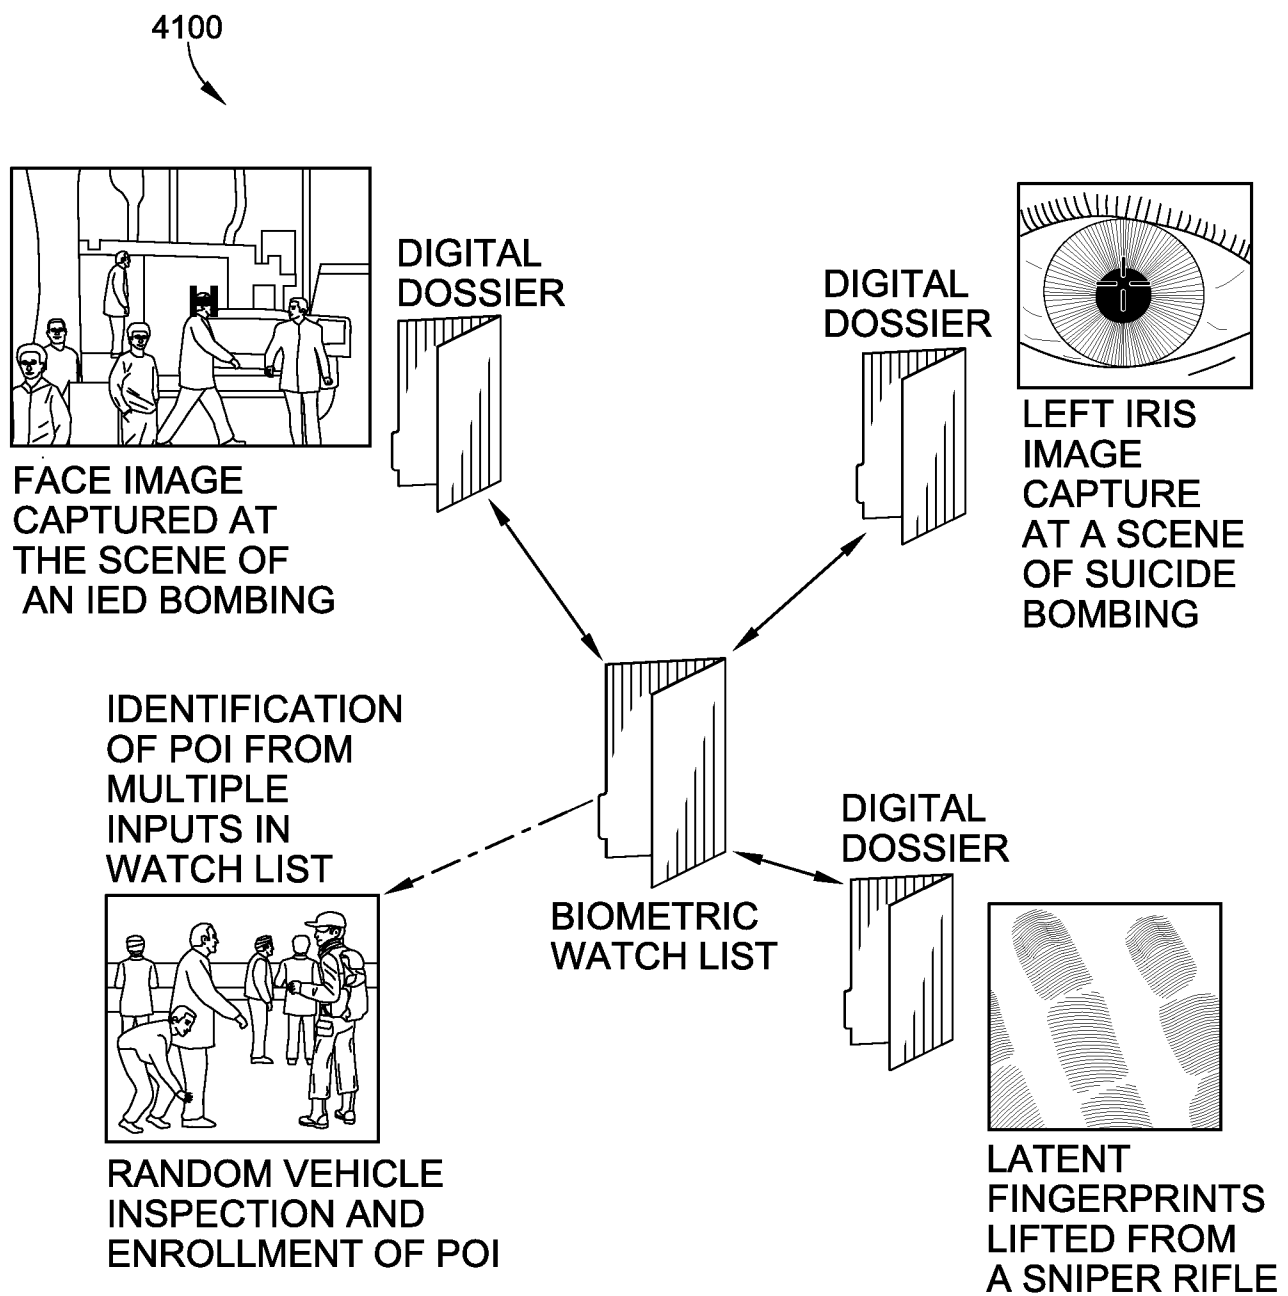 4100
DIGITAL
DOSSIER
FACE IMAGE
CAPTURED AT
THE SCENE OF
AN IED BOMBING
DIGITAL
DOSSIER
LEFT IRIS
IMAGE
CAPTURE
AT A SCENE
OF SUICIDE
BOMBING
IDENTIFICATION
OF POI FROM
MULTIPLE
INPUTS IN
WATCH LIST
BIOMETRIC
WATCH LIST
DIGITAL
DOSSIER
RANDOM VEHICLE
INSPECTION AND
ENROLLMENT OF POI
LATENT
FINGERPRINTS
LIFTED FROM
A SNIPER RIFLE